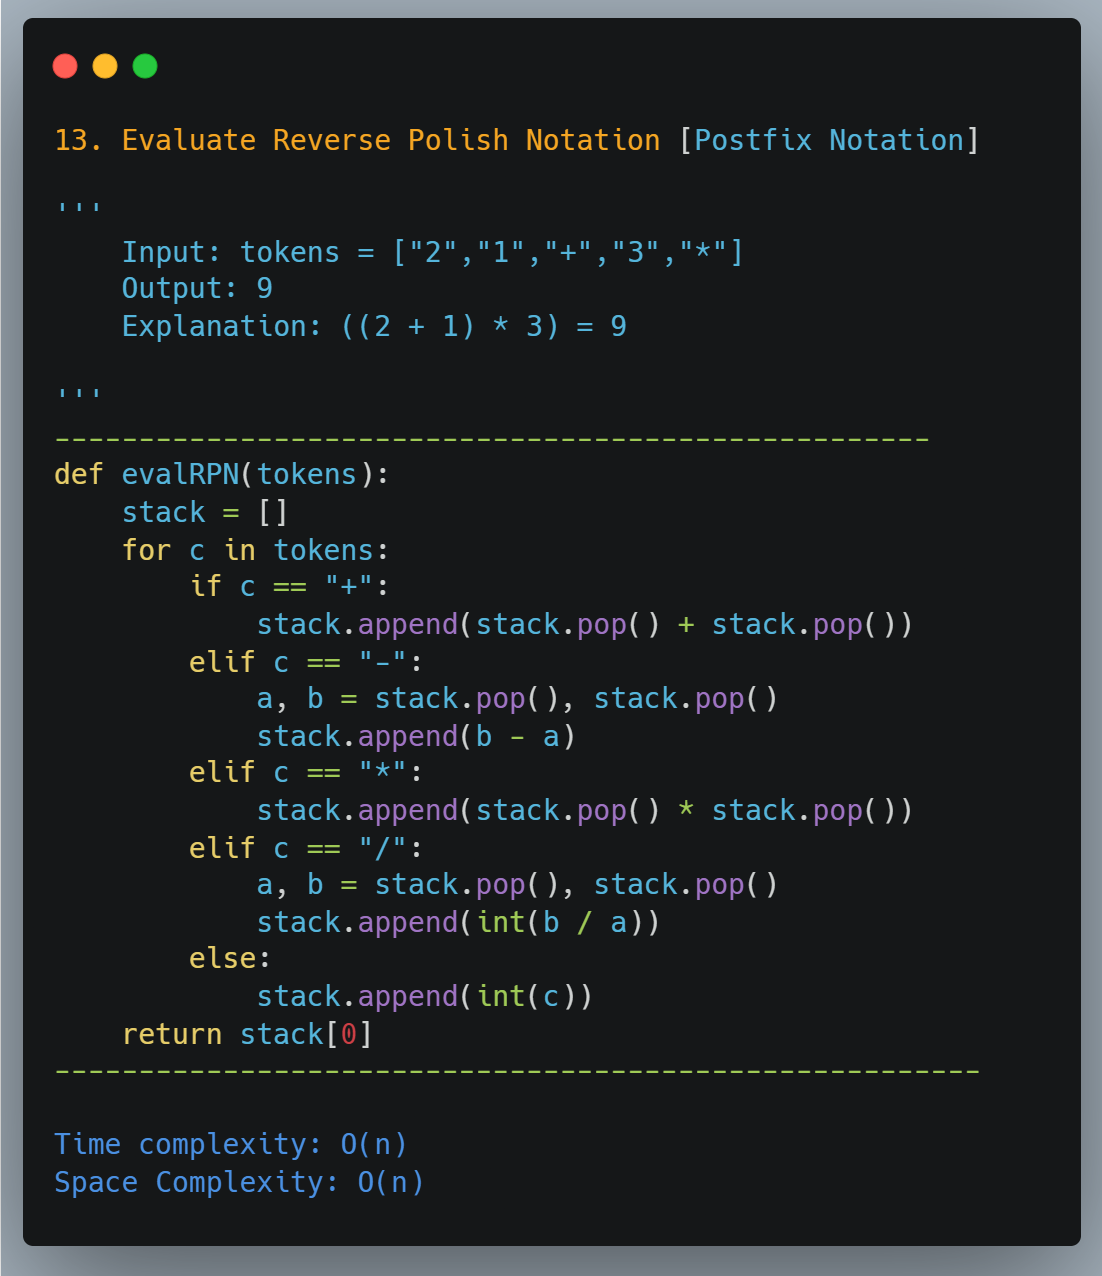 13. Evaluate Reverse Polish Notation [Postfix Notation]
'''
    Input: tokens = ["2","1","+","3","*"]
    Output: 9
    Explanation: ((2 + 1) * 3) = 9
'''
----------------------------------------------------
def evalRPN(tokens):
    stack = []
    for c in tokens:
        if c == "+":
            stack.append(stack.pop() + stack.pop())
        elif c == "-":
            a, b = stack.pop(), stack.pop()
            stack.append(b - a)
        elif c == "*":
            stack.append(stack.pop() * stack.pop())
        elif c == "/":
            a, b = stack.pop(), stack.pop()
            stack.append(int(b / a))
        else:
            stack.append(int(c))
    return stack[0]
-------------------------------------------------------
Time complexity: O(n)
Space Complexity: O(n)